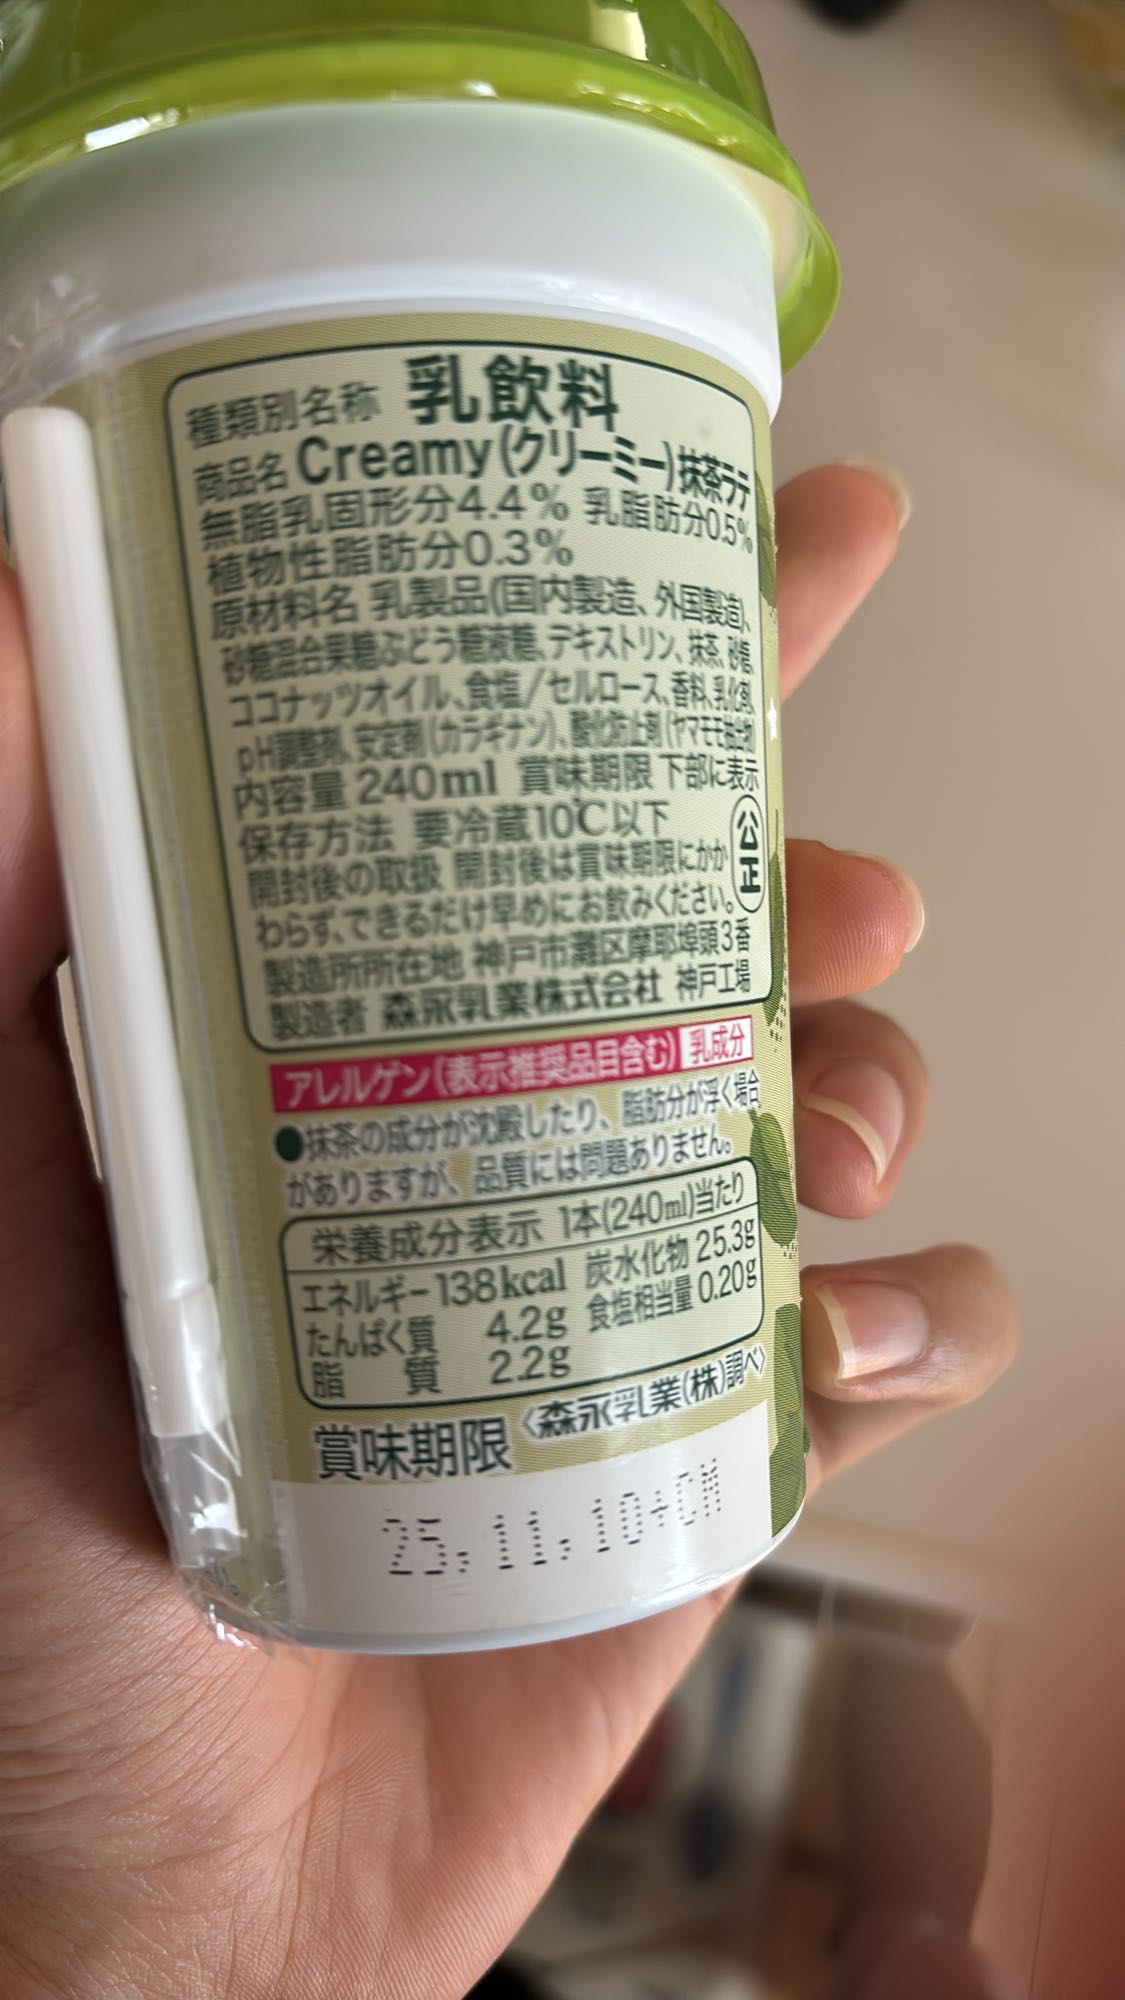 種類別名称 乳飲料
商品名 Creamy(クリーミー)抹茶ラテ
無脂乳固形分4.4% 乳脂肪分0.5%
植物性脂肪分0.3%
原材料名 乳製品(国内製造、外国製造)、
砂糖混合果糖ぶどう糖液糖、デキストリン、抹茶、砂糖、
ココナッツオイル、食塩/セルロース、香料、乳化剤、
pH調整剤、安定剤(カラギナン)、酸化防止剤(ヤマモモ抽出物)
内容量 240ml 賞味期限 下部に表示
保存方法 要冷蔵10℃以下
開封後の取扱 開封後は賞味期限にかか
わらず、できるだけ早めにお飲みください。
公正
製造所所在地 神戸市灘区摩耶埠頭3番
製造者 森永乳業株式会社 神戸工場
アレルゲン(表示推奨品目含む) 乳成分
●抹茶の成分が沈殿したり、脂肪分が浮く場合
がありますが、品質には問題ありません。
栄養成分表示 1本(240ml)当たり
エネルギー 138kcal 炭水化物 25.3g
たんぱく質 4.2g 食塩相当量 0.20g
脂質 2.2g
〈森永乳業(株)調べ〉
賞味期限
25.11.10+CM